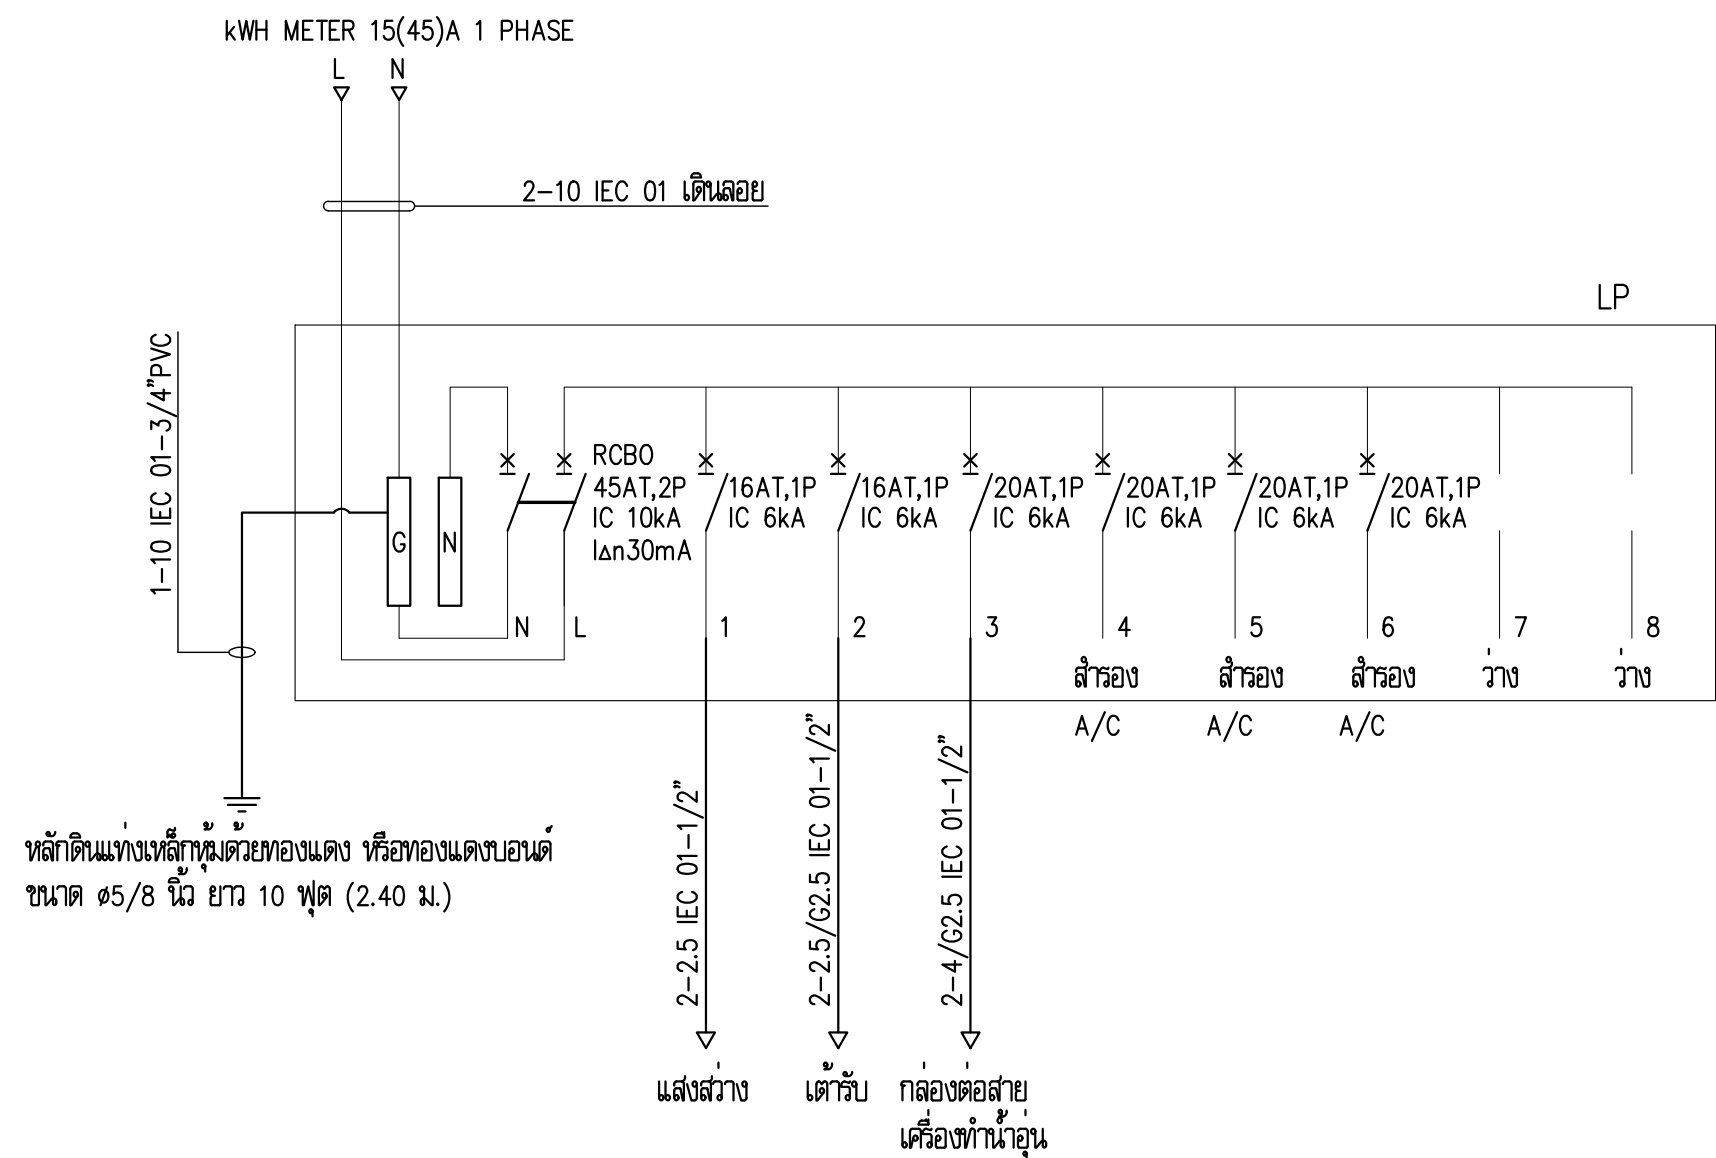 kWH METER 15(45)A 1 PHASE
L N
2-10 IEC 01 เดินลอย
LP
1-10 IEC 01-3/4"PVC
G
N
RCBO
45AT,2P
IC 10kA
IΔn30mA
16AT,1P
IC 6kA
16AT,1P
IC 6kA
20AT,1P
IC 6kA
20AT,1P
IC 6kA
20AT,1P
IC 6kA
20AT,1P
IC 6kA
N L 1 2 3 4 5 6 7 8
สำรอง สำรอง สำรอง ว่าง ว่าง
A/C A/C A/C
2-2.5 IEC 01-1/2"
2-2.5/G2.5 IEC 01-1/2"
2-4/G2.5 IEC 01-1/2"
หลักดินแท่งเหล็กหุ้มด้วยทองแดง หรือทองแดงบอนด์
ขนาด ø5/8 นิ้ว ยาว 10 ฟุต (2.40 ม.)
แสงสว่าง
เต้ารับ
กล่องต่อสาย
เครื่องทำน้ำอุ่น